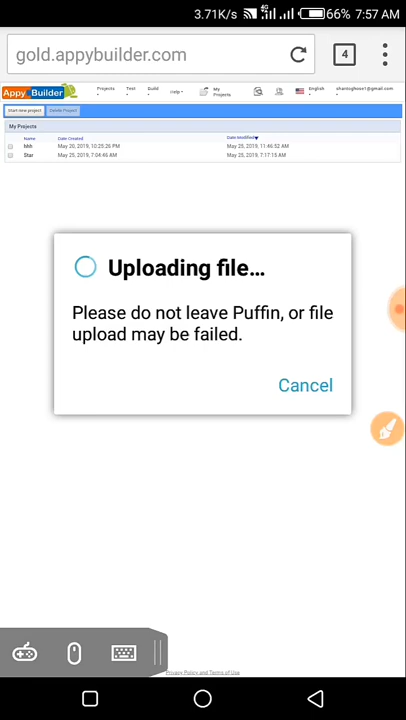 3.71K/s 4G 66% 7:57 AM
gold.appybuilder.com
4
Appy Builder
Projects Test Build Help My Projects English
Start new project Delete Project
My Projects
Name Date Created Date Modified
hhh May 20, 2019, 10:25:26 PM May 25, 2019, 11:46:52 AM
Star May 25, 2019, 7:04:46 AM May 25, 2019, 7:17:15 AM
Uploading file...
Please do not leave Puffin, or file
upload may be failed.
Cancel
Privacy Policy and Terms of Use